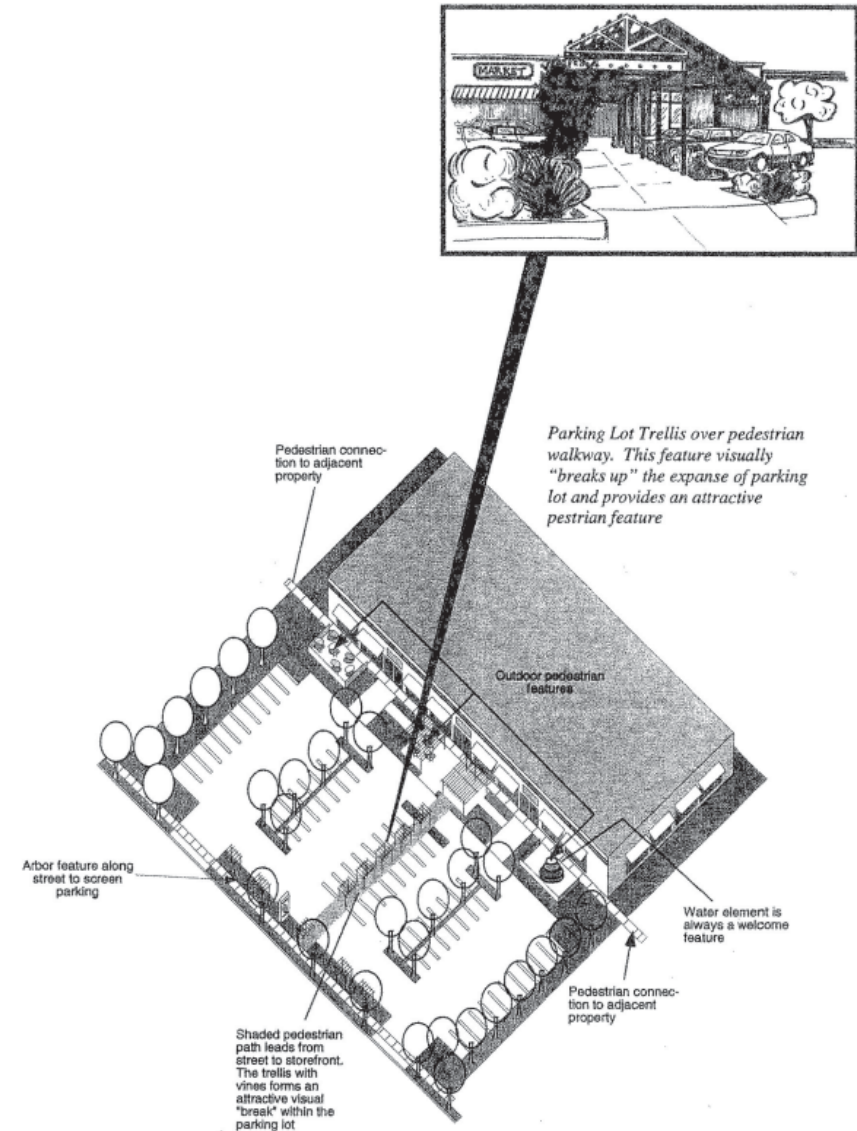 MARKET
Parking Lot Trellis over pedestrian
walkway. This feature visually
"breaks up" the expanse of parking
lot and provides an attractive
pestrian feature
Pedestrian connec-
tion to adjacent
property
Outdoor pedestrian
features
Arbor feature along
street to screen
parking
Water element is
always a welcome
feature
Pedestrian connec-
tion to adjacent
property
Shaded pedestrian
path leads from
street to storefront.
The trellis with
vines forms an
attractive visual
"break" within the
parking lot